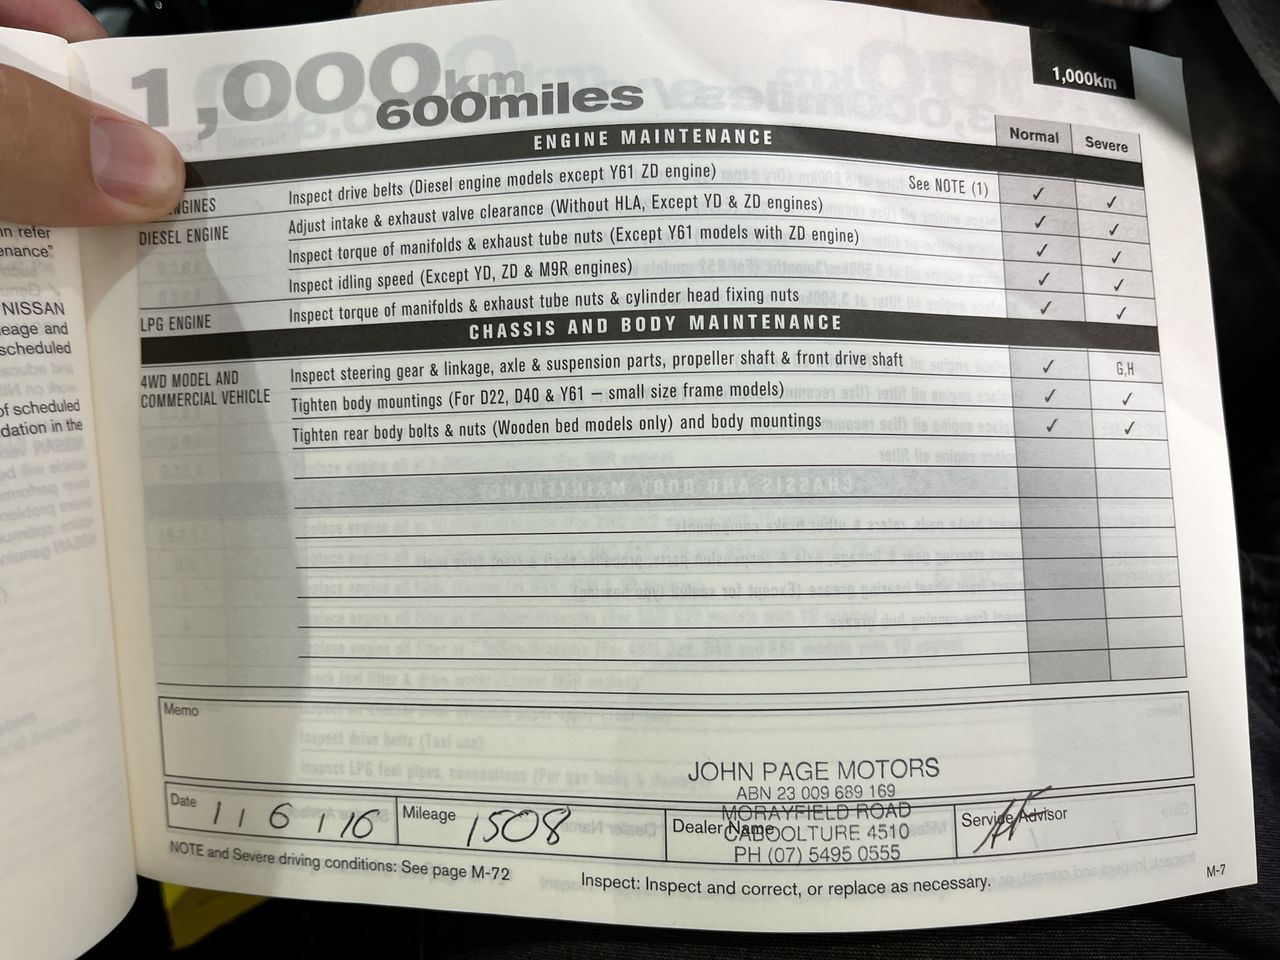 1,000km
600miles
1,000km
ENGINE MAINTENANCE
Normal
Severe
ENGINES
Inspect drive belts (Diesel engine models except Y61 ZD engine)
See NOTE (1)
✓ ✓
DIESEL ENGINE
Adjust intake & exhaust valve clearance (Without HLA, Except YD & ZD engines)
✓ ✓
Inspect torque of manifolds & exhaust tube nuts (Except Y61 models with ZD engine)
✓ ✓
Inspect idling speed (Except YD, ZD & M9R engines)
✓ ✓
LPG ENGINE
Inspect torque of manifolds & exhaust tube nuts & cylinder head fixing nuts
✓ ✓
CHASSIS AND BODY MAINTENANCE
4WD MODEL AND
COMMERCIAL VEHICLE
Inspect steering gear & linkage, axle & suspension parts, propeller shaft & front drive shaft
✓ G,H
Tighten body mountings (For D22, D40 & Y61 – small size frame models)
✓ ✓
Tighten rear body bolts & nuts (Wooden bed models only) and body mountings
✓ ✓
Memo
JOHN PAGE MOTORS
ABN 23 009 689 169
MORAYFIELD ROAD
CABOOLTURE 4510
PH (07) 5495 0555
Date
Mileage 1508
Dealer Name
Service Advisor
NOTE and Severe driving conditions: See page M-72
Inspect: Inspect and correct, or replace as necessary.
M-7
refer
NISSAN
and
scheduled
of scheduled
in the